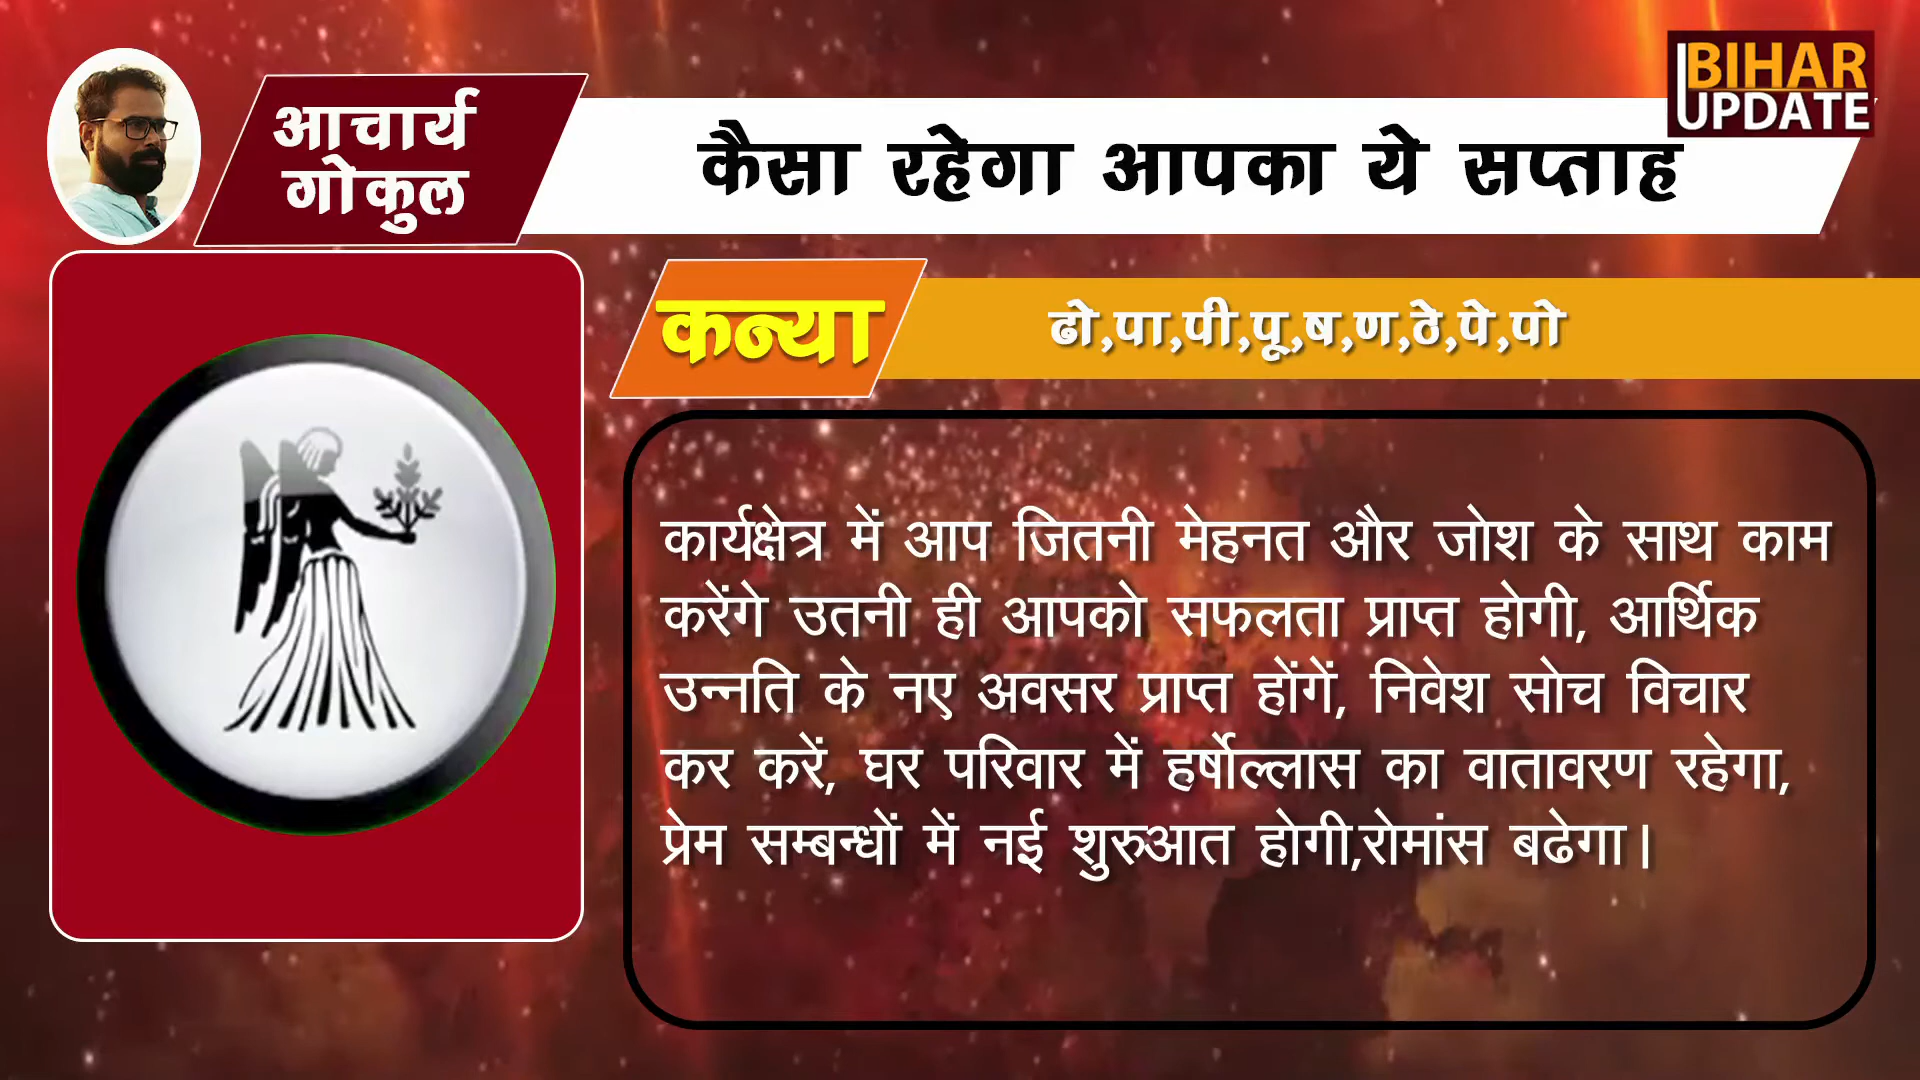 आचार्य
गोकुल
कैसा रहेगा आपका ये सप्ताह
BIHAR
UPDATE
कन्या
ढो,पा,पी,पू,ष,ण,ठे,पे,पो
कार्यक्षेत्र में आप जितनी मेहनत और जोश के साथ काम
करेंगे उतनी ही आपको सफलता प्राप्त होगी, आर्थिक
उन्नति के नए अवसर प्राप्त होंगें, निवेश सोच विचार
कर करें, घर परिवार में हर्षोल्लास का वातावरण रहेगा,
प्रेम सम्बन्धों में नई शुरुआत होगी,रोमांस बढेगा|